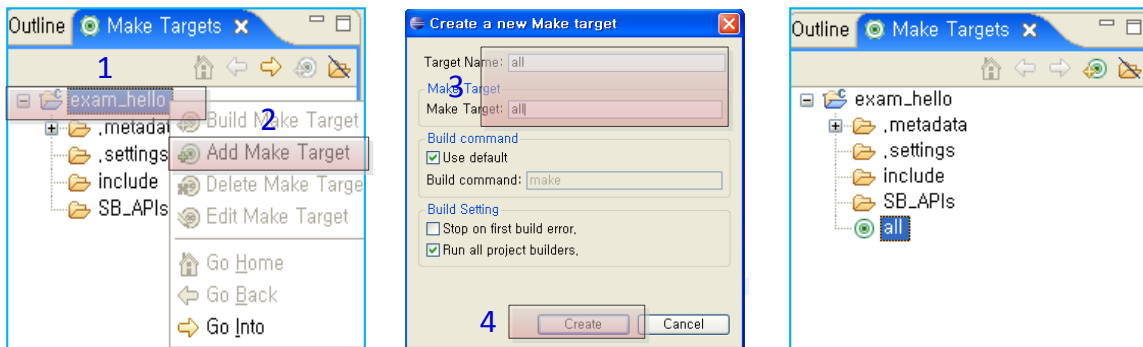 Outline Make Targets
1
exam_hello
.metadat
.settings
include
SB_APIs
2
Build Make Target
Add Make Target
Delete Make Targe
Edit Make Target
Go Home
Go Back
Go Into
Create a new Make target
Target Name: all
3
Make Target
Make Target: all
Build command
Use default
Build command: make
Build Setting
Stop on first build error.
Run all project builders.
4
Create Cancel
Outline Make Targets
exam_hello
.metadata
.settings
include
SB_APIs
all